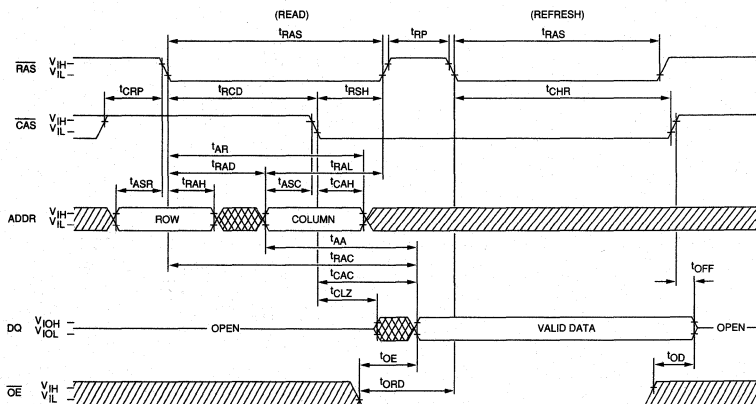 (READ) (REFRESH)
tRAS tRP tRAS
RAS VIH VIL
tCRP tRCD tRSH tCHR
CAS VIH VIL
tAR
tRAD tRAL
tASR tRAH tASC tCAH
ADDR VIH VIL ROW COLUMN
tAA
tRAC
tCAC
tCLZ tOFF
DQ VIOH VIOL OPEN VALID DATA OPEN
tOE tOD
tORD
OE VIH VIL